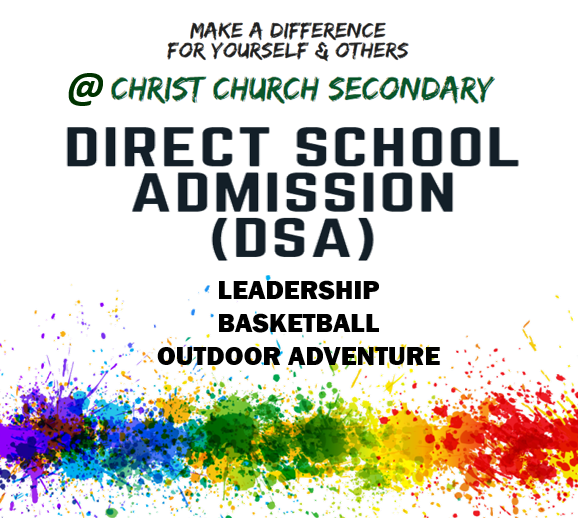 MAKE A DIFFERENCE
FOR YOURSELF & OTHERS
@ CHRIST CHURCH SECONDARY
DIRECT SCHOOL
ADMISSION
(DSA)
LEADERSHIP
BASKETBALL
OUTDOOR ADVENTURE